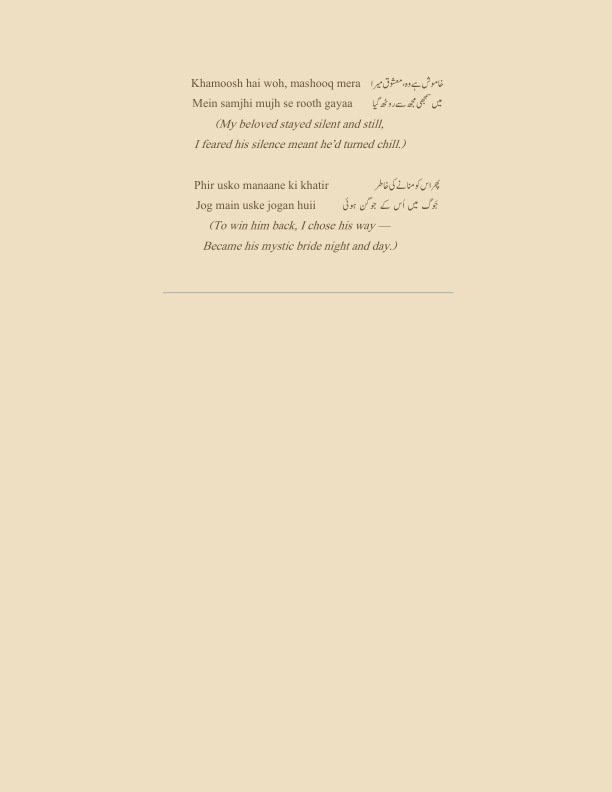 Khamoosh hai woh, mashooq mera خاموش ہے وہ، معشوق میرا
Mein samjhi mujh se rooth gayaa میں سمجھی مجھ سے روٹھ گیا
(My beloved stayed silent and still,
I feared his silence meant he’d turned chill.)
Phir usko manaane ki khatir پھر اس کو منانے کی خاطر
Jog main uske jogan huii جوگ میں اُس کے جوگن ہوئی
(To win him back, I chose his way —
Became his mystic bride night and day.)